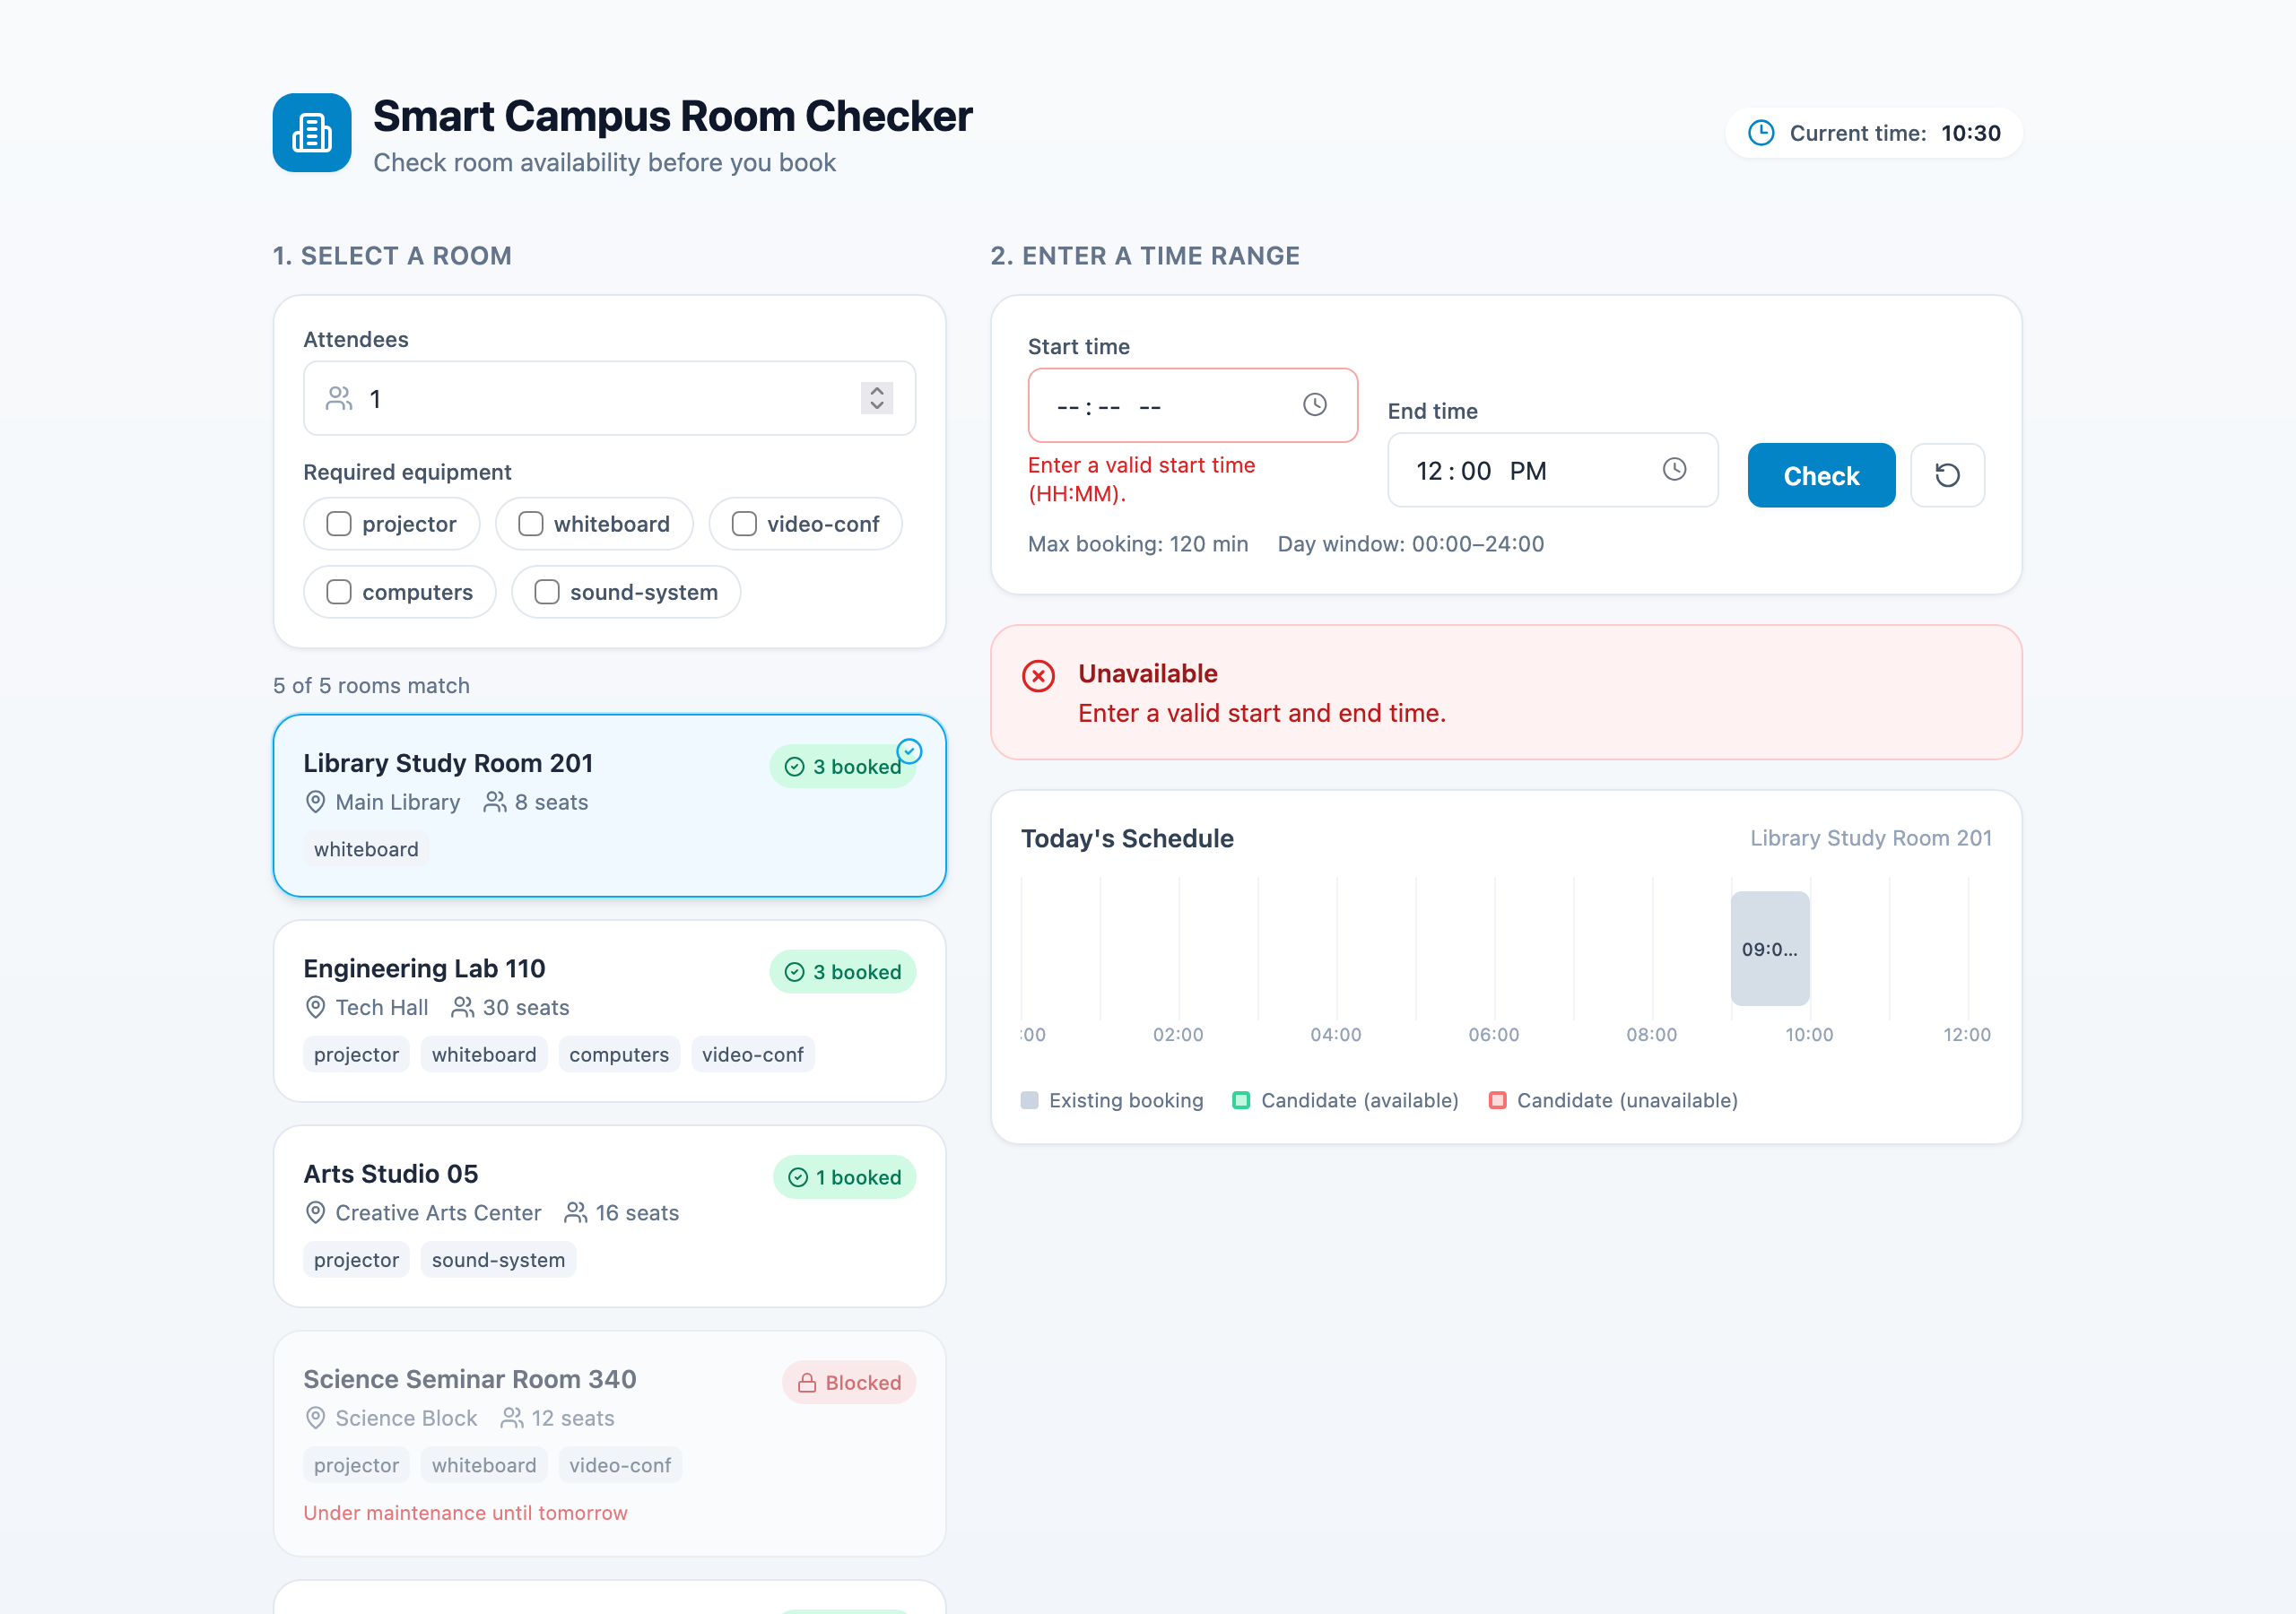 Smart Campus Room Checker
Check room availability before you book
Current time: 10:30
1. SELECT A ROOM
Attendees
1
Required equipment
projector
whiteboard
video-conf
computers
sound-system
5 of 5 rooms match
Library Study Room 201
3 booked
Main Library
8 seats
whiteboard
Engineering Lab 110
3 booked
Tech Hall
30 seats
projector
whiteboard
computers
video-conf
Arts Studio 05
1 booked
Creative Arts Center
16 seats
projector
sound-system
Science Seminar Room 340
Blocked
Science Block
12 seats
projector
whiteboard
video-conf
Under maintenance until tomorrow
2. ENTER A TIME RANGE
Start time
--:-- --
Enter a valid start time
(HH:MM).
End time
12:00 PM
Check
Max booking: 120 min
Day window: 00:00–24:00
Unavailable
Enter a valid start and end time.
Today's Schedule
Library Study Room 201
09:0...
:00
02:00
04:00
06:00
08:00
10:00
12:00
Existing booking
Candidate (available)
Candidate (unavailable)